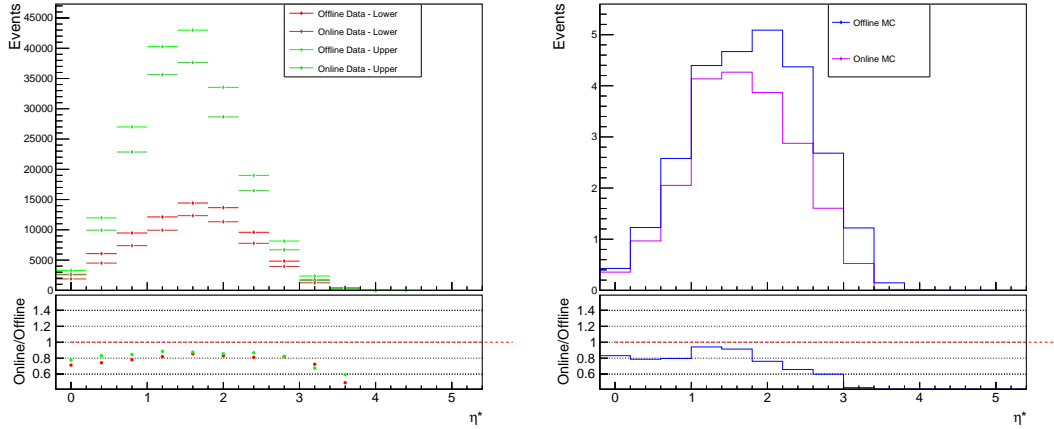 Events
45000
40000
35000
30000
25000
20000
15000
10000
5000
0
Offline Data - Lower
Online Data - Lower
Offline Data - Upper
Online Data - Upper
Online/Offline
1.4
1.2
1
0.8
0.6
0 1 2 3 4 5
η*
Events
5
4
3
2
1
0
Offline MC
Online MC
Online/Offline
1.4
1.2
1
0.8
0.6
0 1 2 3 4 5
η*